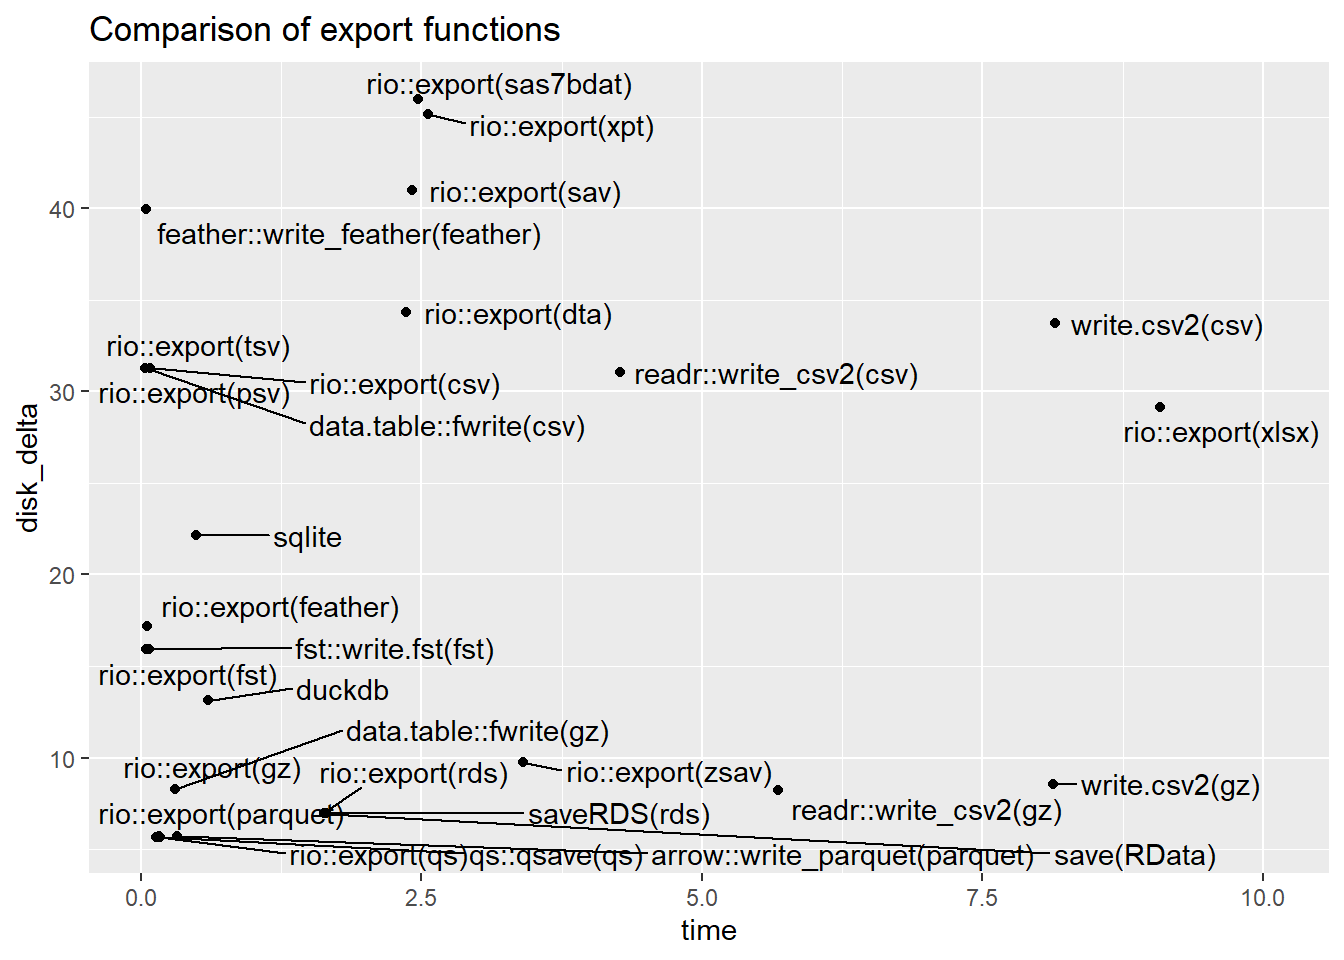 Comparison of export functions
rio::export(sas7bdat)
rio::export(xpt)
rio::export(sav)
40
feather::write_feather(feather)
rio::export(dta)
write.csv2(csv)
rio::export(tsv)
readr::write_csv2(csv)
rio::export(csv)
30
rio::export(psv)
data.table::fwrite(csv)
rio::export(xlsx)
disk_delta
sqlite
20
rio::export(feather)
fst::write.fst(fst)
rio::export(fst)
duckdb
data.table::fwrite(gz)
10
rio::export(gz)
rio::export(rds)
rio::export(zsav)
write.csv2(gz)
readr::write_csv2(gz)
rio::export(parquet)
saveRDS(rds)
rio::export(qs)
qs::qsave(qs)
arrow::write_parquet(parquet)
save(RData)
0.0
2.5
5.0
7.5
10.0
time